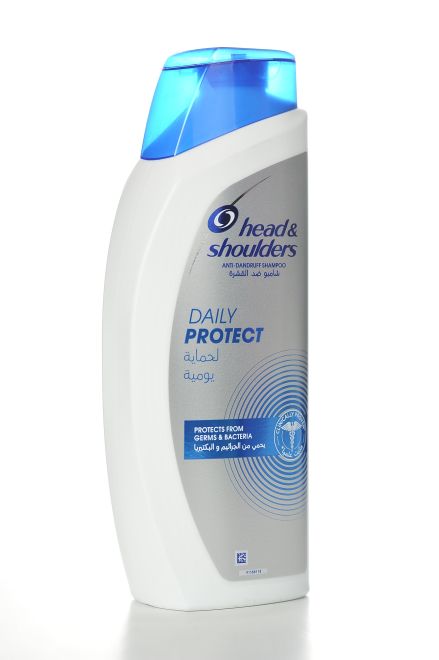 head &
shoulders
ANTI-DANDRUFF SHAMPOO
شامبو ضد القشرة
DAILY
PROTECT
لحماية
يومية
PROTECTS FROM
GERMS & BACTERIA
يحمي من الجراثيم و البكتيريا
CLINICALLY